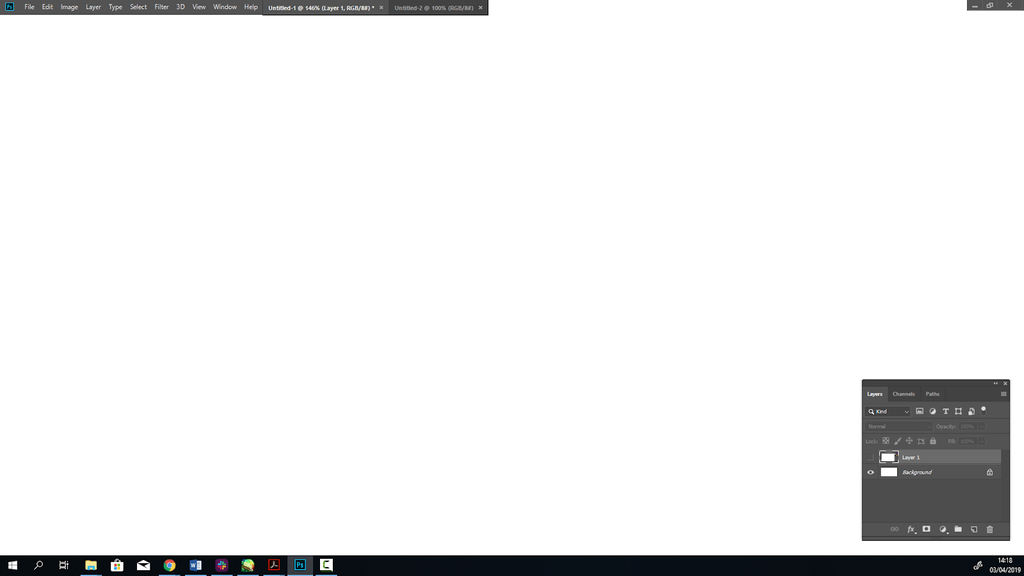 Ps File Edit Image Layer Type Select Filter 3D View Window Help Untitled-1 @ 146% (Layer 1, RGB/8#) * × Untitled-2 @ 100% (RGB/8#) ×
Layers Channels Paths
Kind
Normal Opacity: 100%
Lock: Fill: 100%
Layer 1
Background
fx
Ps
14:18
03/04/2019